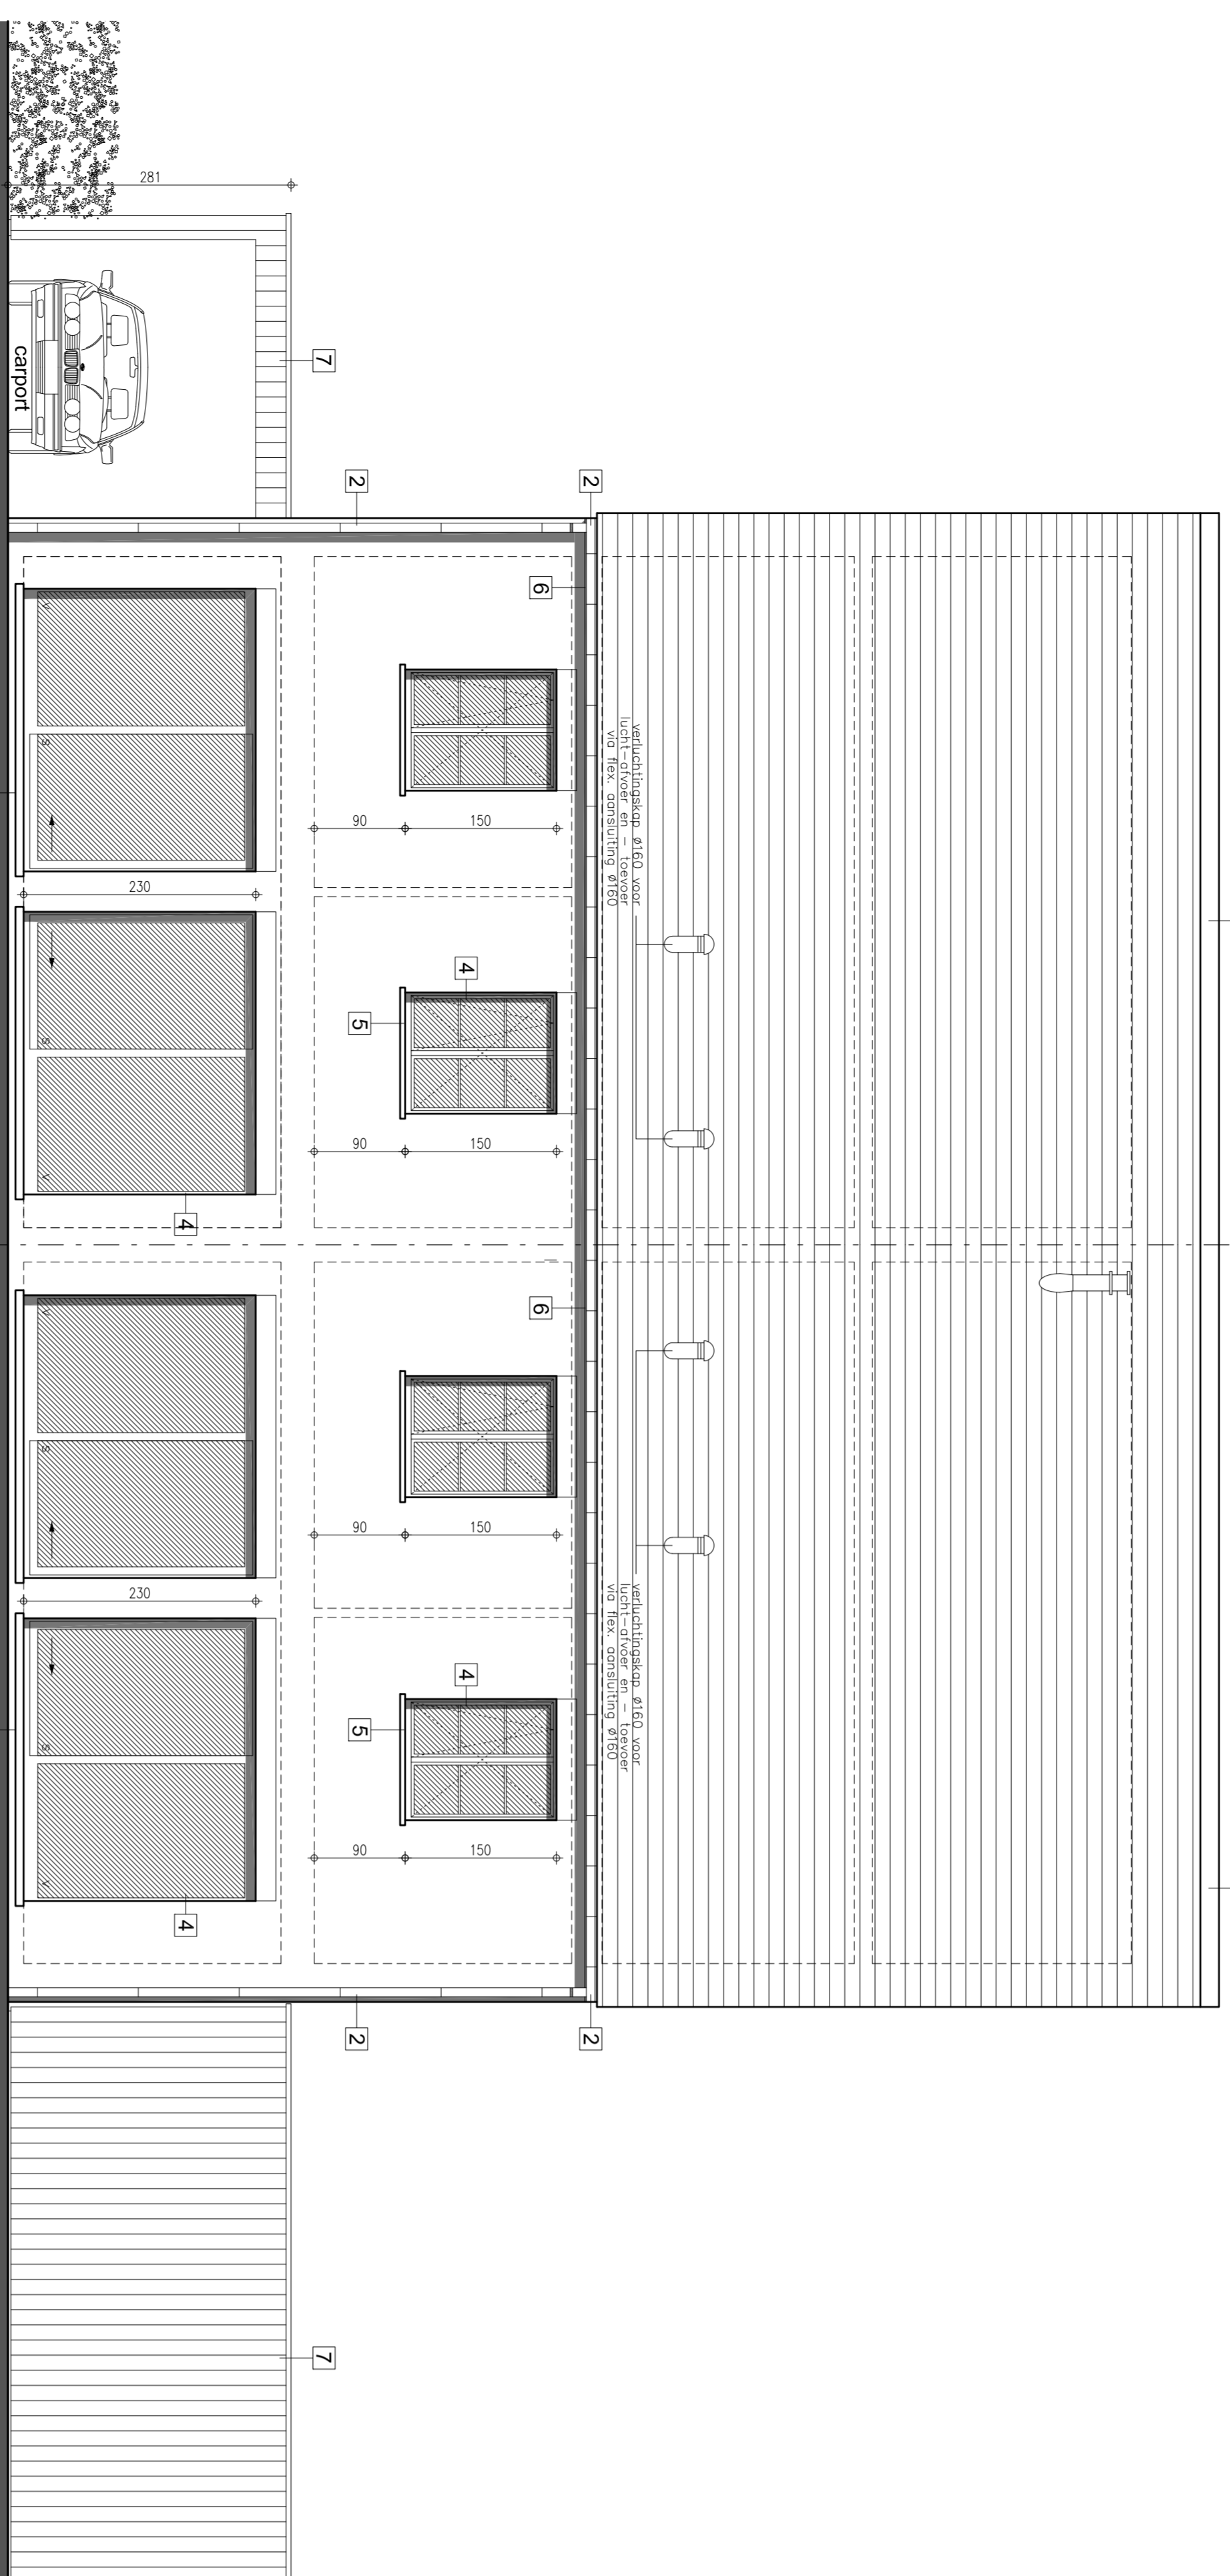 verluchtingskap ø160 voor
lucht-afvoer en - toevoer
via flex. aansluiting ø160
verluchtingskap ø160 voor
lucht-afvoer en - toevoer
via flex. aansluiting ø160
2
2
6
6
150
150
150
150
4
4
90
5
90
90
5
90
2
2
7
7
4
4
281
230
230
V
S
S
V
V
S
S
V
carport